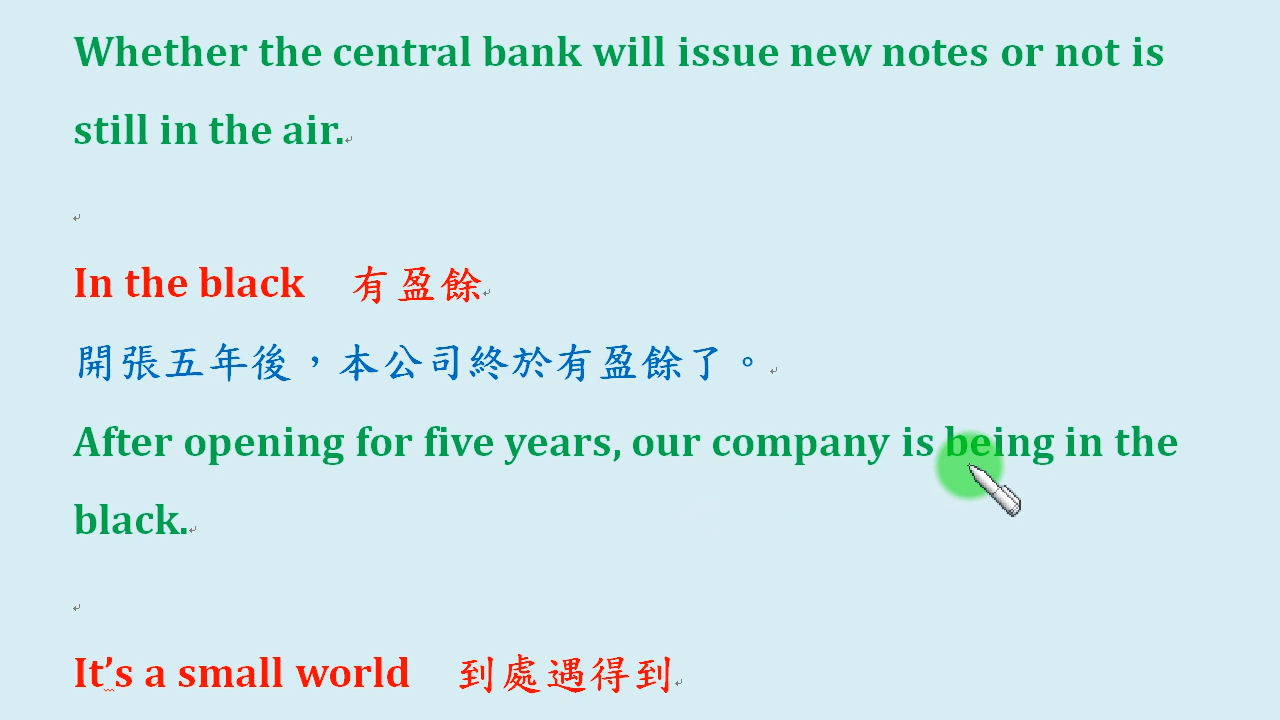 Whether the central bank will issue new notes or not is
still in the air.
In the black 有盈餘
開張五年後，本公司終於有盈餘了。
After opening for five years, our company is being in the
black.
It’s a small world 到處遇得到